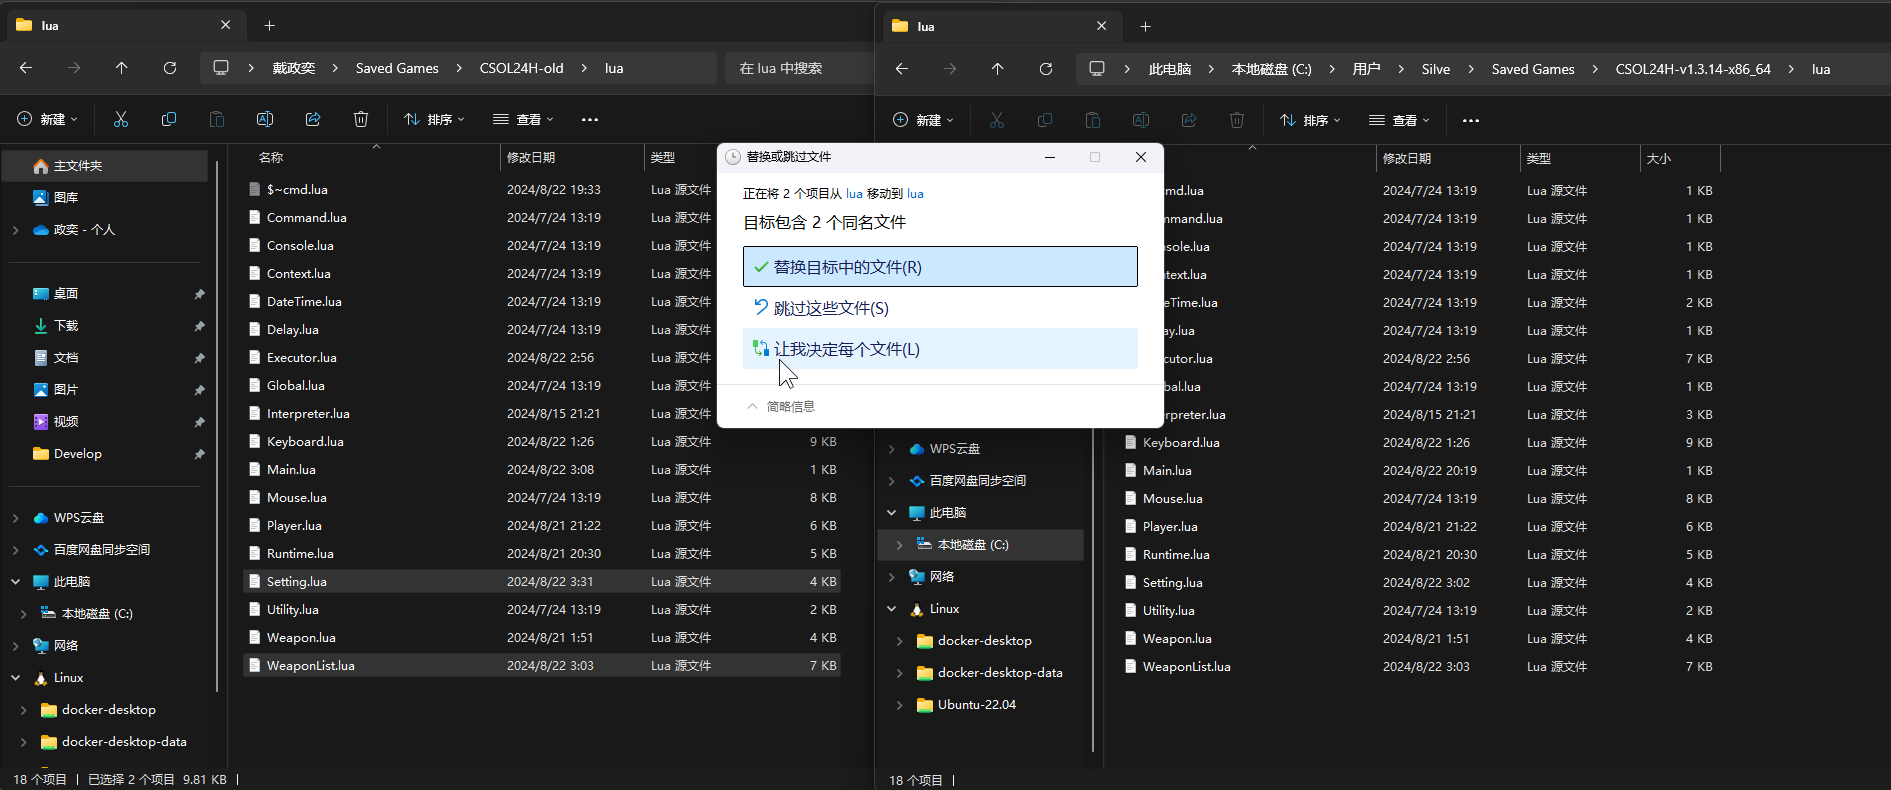 lua
戴政奕 Saved Games CSOL24H-old lua 在 lua 中搜索
新建 排序 查看
主文件夹
图库
政奕 - 个人
桌面
下载
文档
图片
视频
Develop
WPS云盘
百度网盘同步空间
此电脑
本地磁盘 (C:)
网络
Linux
docker-desktop
docker-desktop-data
名称 修改日期 类型
$~cmd.lua 2024/8/22 19:33 Lua 源文件
Command.lua 2024/7/24 13:19 Lua 源文件
Console.lua 2024/7/24 13:19 Lua 源文件
Context.lua 2024/7/24 13:19 Lua 源文件
DateTime.lua 2024/7/24 13:19 Lua 源文件
Delay.lua 2024/7/24 13:19 Lua 源文件
Executor.lua 2024/8/22 2:56 Lua 源文件
Global.lua 2024/7/24 13:19 Lua 源文件
Interpreter.lua 2024/8/15 21:21 Lua 源文件
Keyboard.lua 2024/8/22 1:26 Lua 源文件 9 KB
Main.lua 2024/8/22 3:08 Lua 源文件 1 KB
Mouse.lua 2024/7/24 13:19 Lua 源文件 8 KB
Player.lua 2024/8/21 21:22 Lua 源文件 6 KB
Runtime.lua 2024/8/21 20:30 Lua 源文件 5 KB
Setting.lua 2024/8/22 3:31 Lua 源文件 4 KB
Utility.lua 2024/7/24 13:19 Lua 源文件 2 KB
Weapon.lua 2024/8/21 1:51 Lua 源文件 4 KB
WeaponList.lua 2024/8/22 3:03 Lua 源文件 7 KB
18 个项目 已选择 2 个项目 9.81 KB
替换或跳过文件
正在将 2 个项目从 lua 移动到 lua
目标包含 2 个同名文件
替换目标中的文件(R)
跳过这些文件(S)
让我决定每个文件(L)
简略信息
lua
此电脑 本地磁盘 (C:) 用户 Silve Saved Games CSOL24H-v1.3.14-x86_64 lua
新建 排序 查看
WPS云盘
百度网盘同步空间
此电脑
本地磁盘 (C:)
网络
Linux
docker-desktop
docker-desktop-data
Ubuntu-22.04
修改日期 类型 大小
md.lua 2024/7/24 13:19 Lua 源文件 1 KB
mmand.lua 2024/7/24 13:19 Lua 源文件 1 KB
sole.lua 2024/7/24 13:19 Lua 源文件 1 KB
text.lua 2024/7/24 13:19 Lua 源文件 1 KB
eTime.lua 2024/7/24 13:19 Lua 源文件 2 KB
ay.lua 2024/7/24 13:19 Lua 源文件 1 KB
cutor.lua 2024/8/22 2:56 Lua 源文件 7 KB
bal.lua 2024/7/24 13:19 Lua 源文件 1 KB
rpreter.lua 2024/8/15 21:21 Lua 源文件 3 KB
Keyboard.lua 2024/8/22 1:26 Lua 源文件 9 KB
Main.lua 2024/8/22 20:19 Lua 源文件 1 KB
Mouse.lua 2024/7/24 13:19 Lua 源文件 8 KB
Player.lua 2024/8/21 21:22 Lua 源文件 6 KB
Runtime.lua 2024/8/21 20:30 Lua 源文件 5 KB
Setting.lua 2024/8/22 3:02 Lua 源文件 4 KB
Utility.lua 2024/7/24 13:19 Lua 源文件 2 KB
Weapon.lua 2024/8/21 1:51 Lua 源文件 4 KB
WeaponList.lua 2024/8/22 3:03 Lua 源文件 7 KB
18 个项目